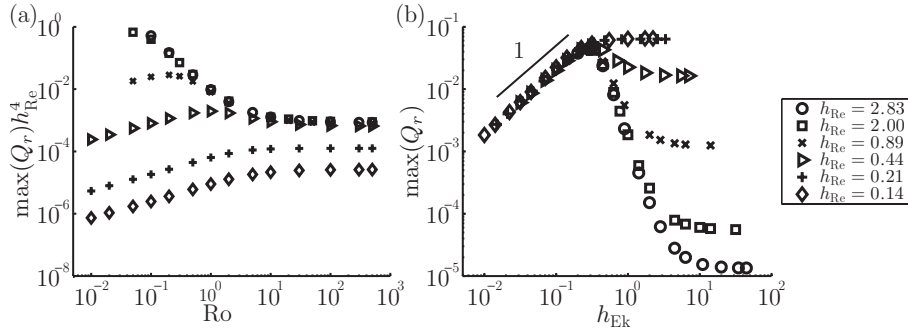 (a)
max(Q_r)h_Re^4
10^0
10^-2
10^-4
10^-6
10^-8
10^-2 10^-1 10^0 10^1 10^2 10^3
Ro
(b)
max(Q_r)
10^-1
10^-2
10^-3
10^-4
10^-5
1
10^-2 10^-1 10^0 10^1 10^2
h_Ek
h_Re = 2.83
h_Re = 2.00
h_Re = 0.89
h_Re = 0.44
h_Re = 0.21
h_Re = 0.14